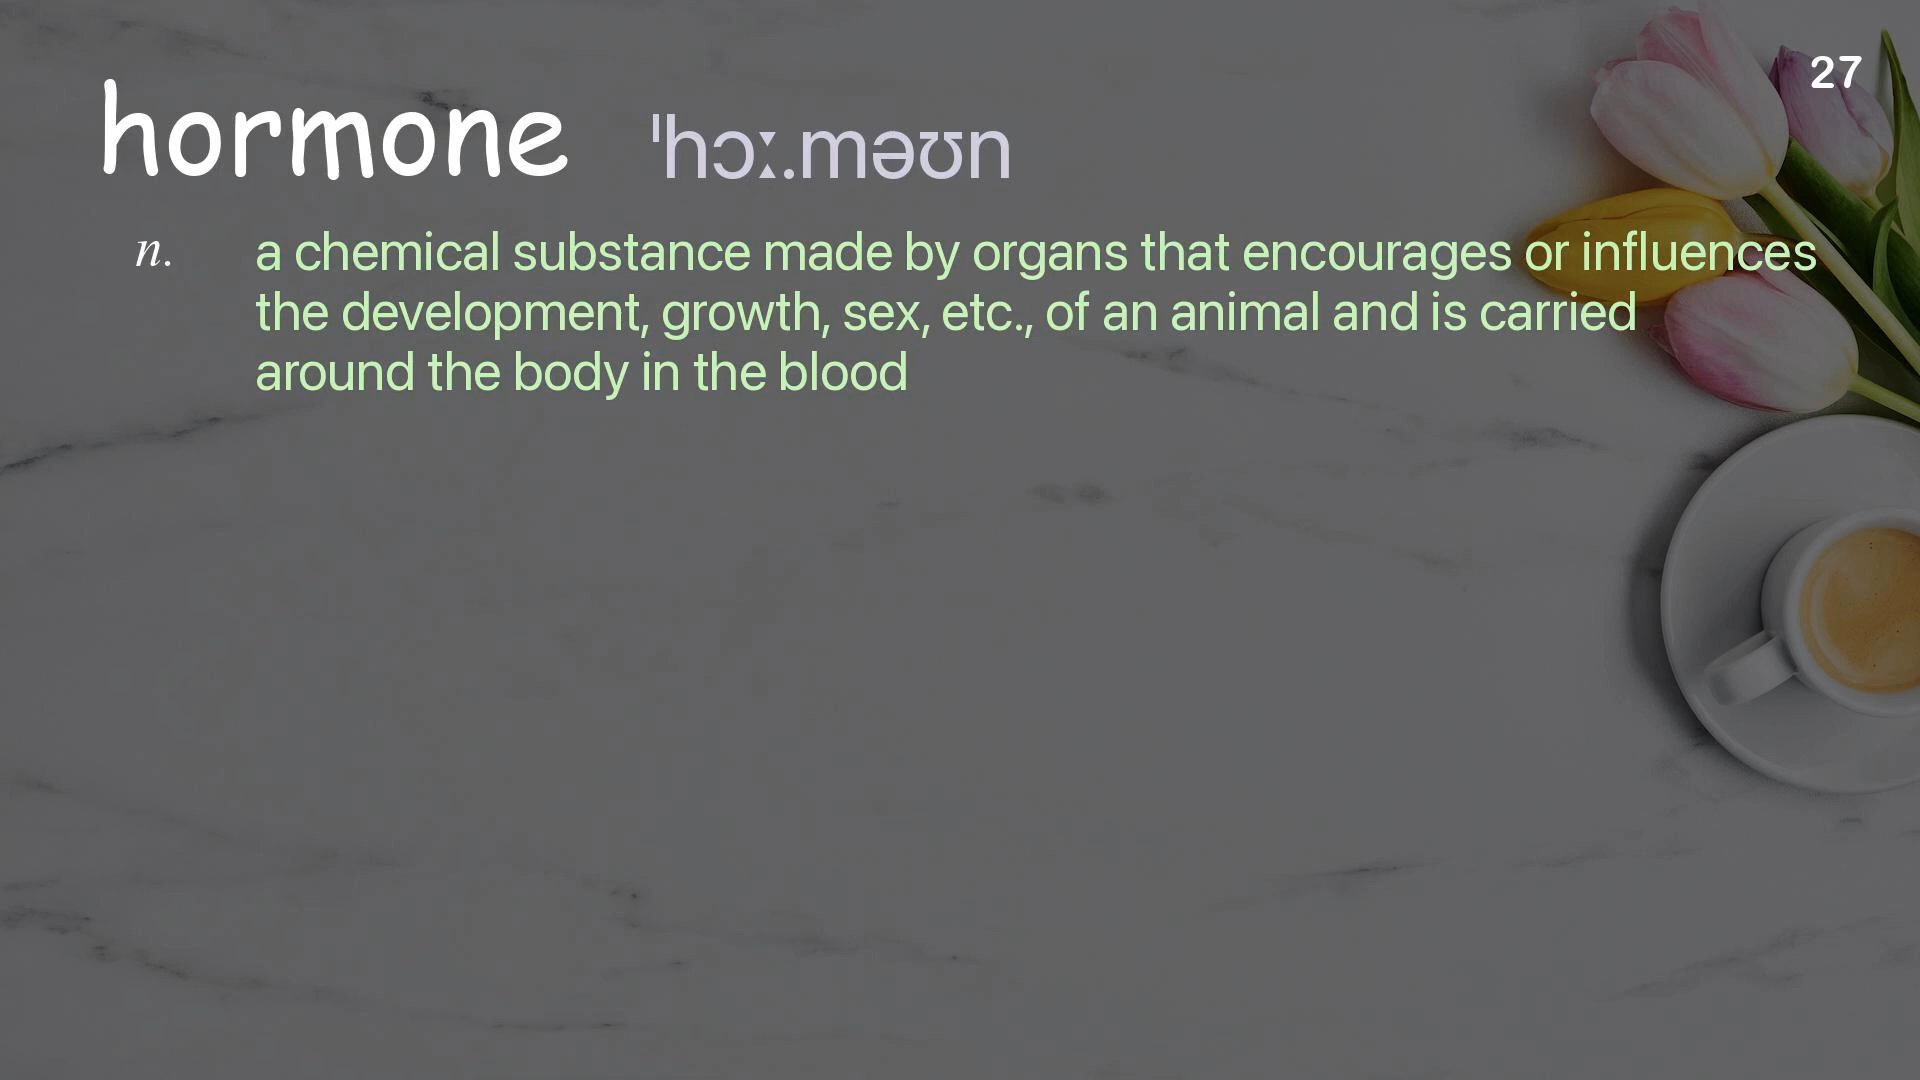 27
hormone ˈhɔː.məʊn
n. a chemical substance made by organs that encourages or influences
the development, growth, sex, etc., of an animal and is carried
around the body in the blood